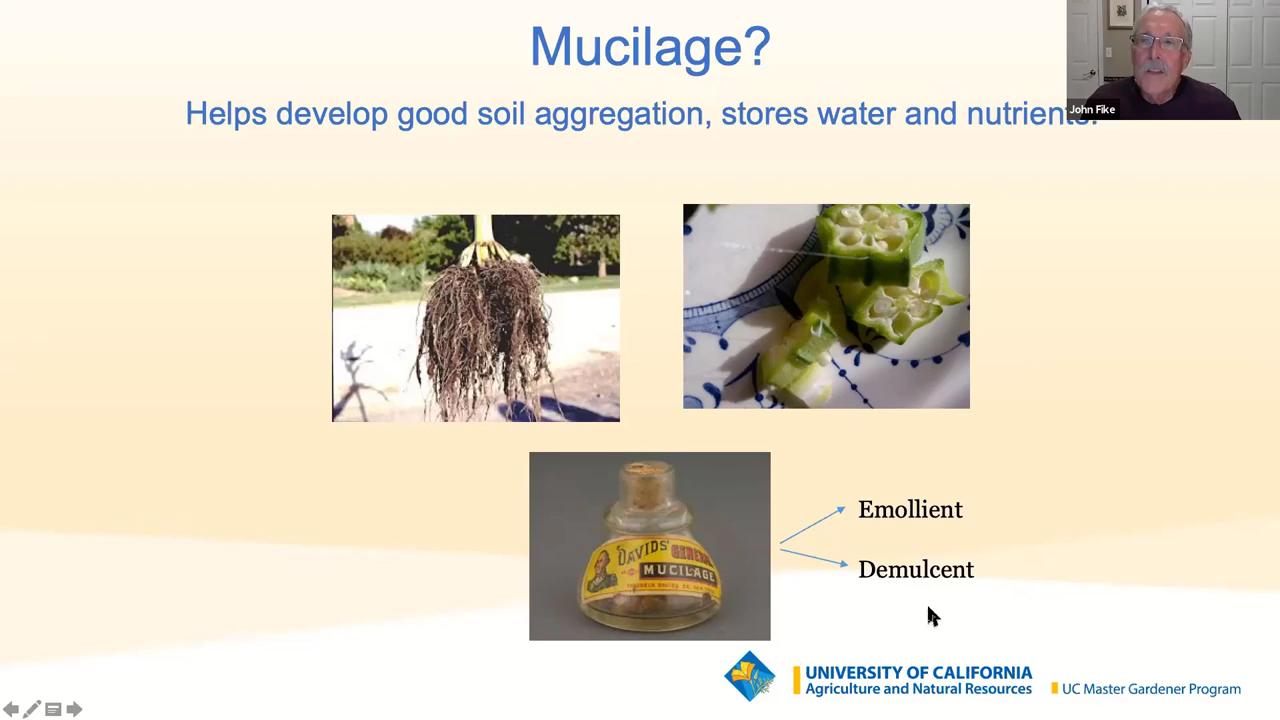 Mucilage?
Helps develop good soil aggregation, stores water and nutrients.
John Fike
DAVIDS' GENERAL
MUCILAGE
Emollient
Demulcent
UNIVERSITY OF CALIFORNIA
Agriculture and Natural Resources
UC Master Gardener Program